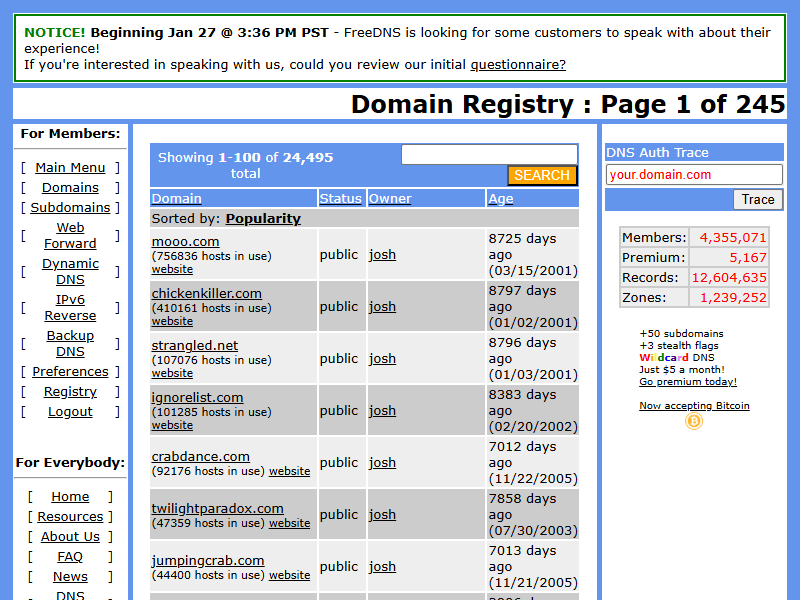 NOTICE! Beginning Jan 27 @ 3:36 PM PST - FreeDNS is looking for some customers to speak with about their
experience!
If you're interested in speaking with us, could you review our initial questionnaire?
Domain Registry : Page 1 of 245
For Members:
[ Main Menu ]
[ Domains ]
[ Subdomains ]
[ Web
Forward ]
[ Dynamic
DNS ]
[ IPv6
Reverse ]
[ Backup
DNS ]
[ Preferences ]
[ Registry ]
[ Logout ]
For Everybody:
[ Home ]
[ Resources ]
[ About Us ]
[ FAQ ]
[ News ]
DNS
Showing 1-100 of 24,495
total
SEARCH
Domain Status Owner Age
Sorted by: Popularity
mooo.com
(756836 hosts in use)
website
public josh
8725 days
ago
(03/15/2001)
chickenkiller.com
(410161 hosts in use)
website
public josh
8797 days
ago
(01/02/2001)
strangled.net
(107076 hosts in use)
website
public josh
8796 days
ago
(01/03/2001)
ignorelist.com
(101285 hosts in use)
website
public josh
8383 days
ago
(02/20/2002)
crabdance.com
(92176 hosts in use) website
public josh
7012 days
ago
(11/22/2005)
twilightparadox.com
(47359 hosts in use) website
public josh
7858 days
ago
(07/30/2003)
jumpingcrab.com
(44400 hosts in use) website
public josh
7013 days
ago
(11/21/2005)
DNS Auth Trace
your.domain.com
Trace
Members: 4,355,071
Premium: 5,167
Records: 12,604,635
Zones: 1,239,252
+50 subdomains
+3 stealth flags
Wildcard DNS
Just $5 a month!
Go premium today!
Now accepting Bitcoin